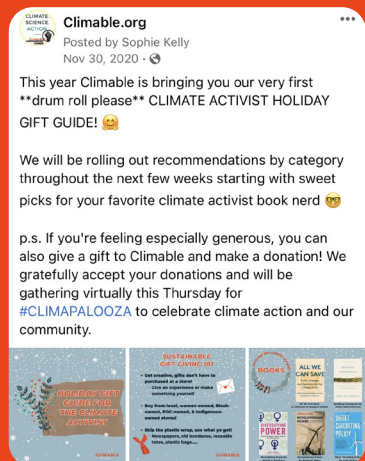 CLIMATE
SCIENCE
ACTION
Climable.org
Posted by Sophie Kelly
Nov 30, 2020 ·
This year Climable is bringing you our very first
**drum roll please** CLIMATE ACTIVIST HOLIDAY
GIFT GUIDE! 🤗
We will be rolling out recommendations by category
throughout the next few weeks starting with sweet
picks for your favorite climate activist book nerd 🤓
p.s. If you're feeling especially generous, you can
also give a gift to Climable and make a donation! We
gratefully accept your donations and will be
gathering virtually this Thursday for
#CLIMAPALOOZA to celebrate climate action and our
community.
HOLIDAY GIFT
GUIDE FOR
THE CLIMATE
ACTIVIST
CLIMABLE
SUSTAINABLE
GIFT GIVING 101
Get creative, gifts don't have to
be purchased at a store!
Give an experience or make
something yourself
Buy from local, women-owned, Black-
owned, POC-owned, & Indigenous-
owned stores!
Skip the plastic wrap, use what ya got!
Newspapers, old bandanas, reusable
totes, plastic bags...
CLIMABLE
BOOKS
ALL WE
CAN SAVE
POWER
SHORT
CIRCUITING
POLICY
CLIMABLE